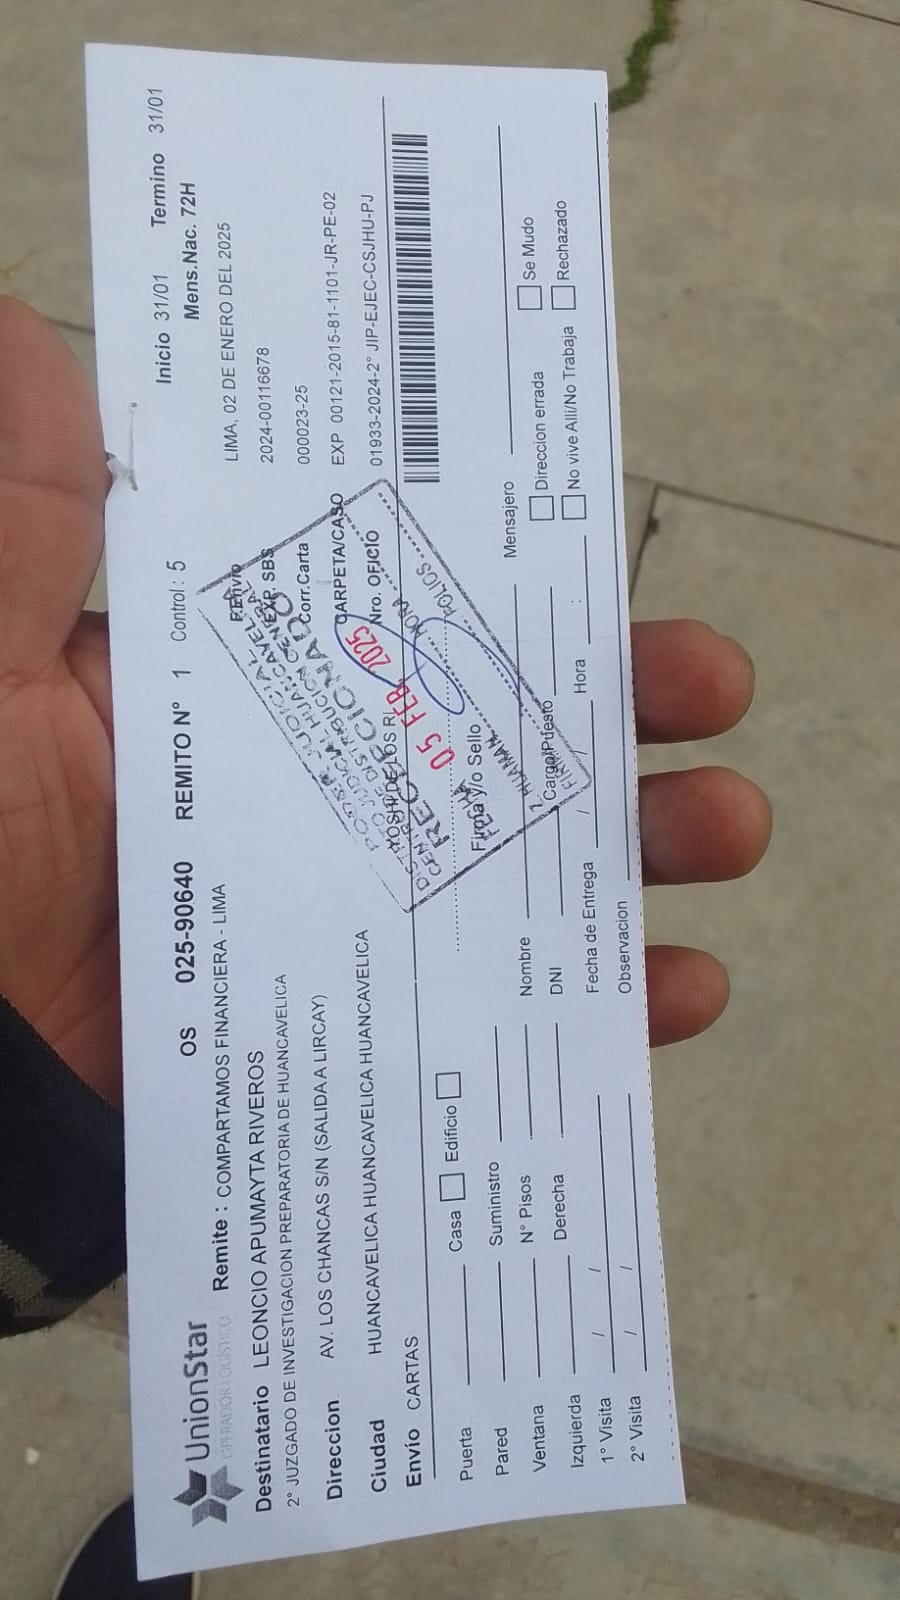 UnionStar
OPERADOR LOGÍSTICO
OS 025-90640 REMITO N° 1 Control : 5
Inicio 31/01 Termino 31/01
Mens.Nac. 72H
Remite : COMPARTAMOS FINANCIERA - LIMA
LIMA, 02 DE ENERO DEL 2025
Destinatario LEONCIO APUMAYTA RIVEROS
2° JUZGADO DE INVESTIGACION PREPARATORIA DE HUANCAVELICA
EXP. SBS 2024-00116678
Corr.Carta 000023-25
Direccion AV. LOS CHANCAS S/N (SALIDA A LIRCAY)
CARPETA/CASO EXP 00121-2015-81-1101-JR-PE-02
Ciudad HUANCAVELICA HUANCAVELICA HUANCAVELICA
Nro. OFICIO 01933-2024-2° JIP-EJEC-CSJHU-PJ
Envío CARTAS
PODER JUDICIAL
RECEPCIONADO
05 FEB. 2025
HORA
FOLIOS
FECHA
Puerta Casa Edificio
Firma y/o Sello
Pared Suministro
Mensajero
Ventana N° Pisos Nombre
Direccion errada Se Mudo
Izquierda Derecha DNI Cargo/Puesto
No vive Alli/No Trabaja Rechazado
1° Visita / / Fecha de Entrega / / Hora :
2° Visita / / Observacion